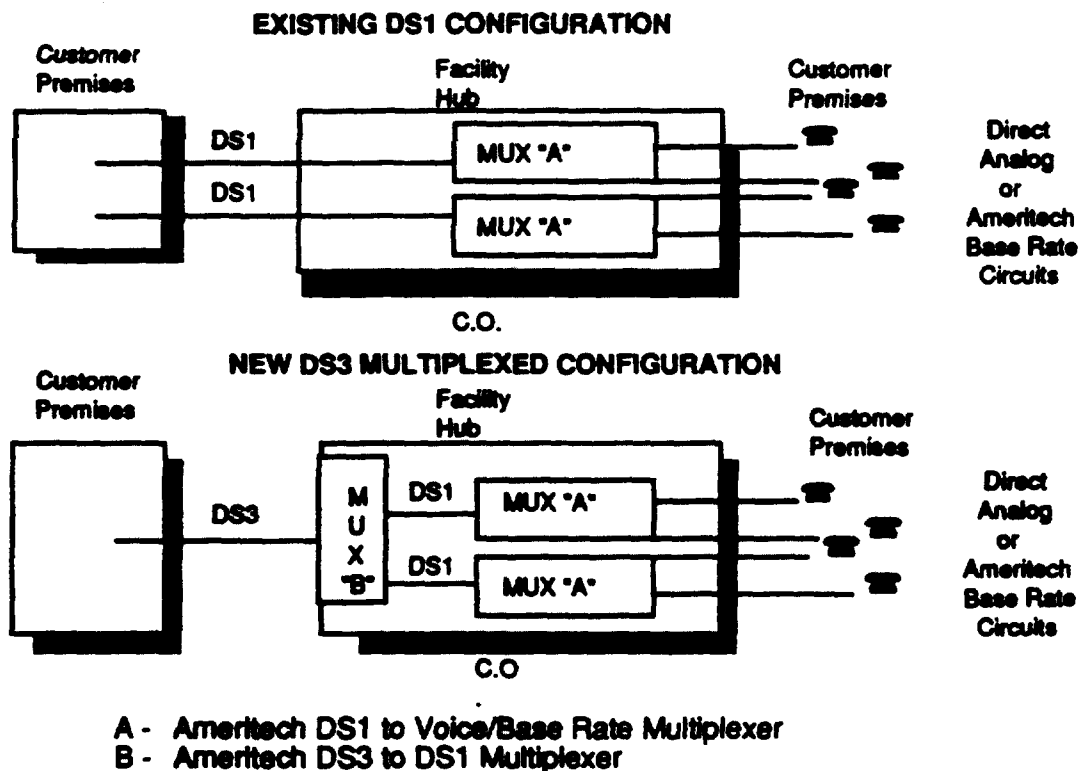 EXISTING DS1 CONFIGURATION
Customer
Premises
Facility
Hub
Customer
Premises
DS1
DS1
MUX "A"
MUX "A"
Direct
Analog
or
Ameritech
Base Rate
Circuits
C.O.
NEW DS3 MULTIPLEXED CONFIGURATION
Customer
Premises
Facility
Hub
Customer
Premises
DS3
MUX "B"
DS1
DS1
MUX "A"
MUX "A"
Direct
Analog
or
Ameritech
Base Rate
Circuits
C.O
A - Ameritech DS1 to Voice/Base Rate Multiplexer
B - Ameritech DS3 to DS1 Multiplexer